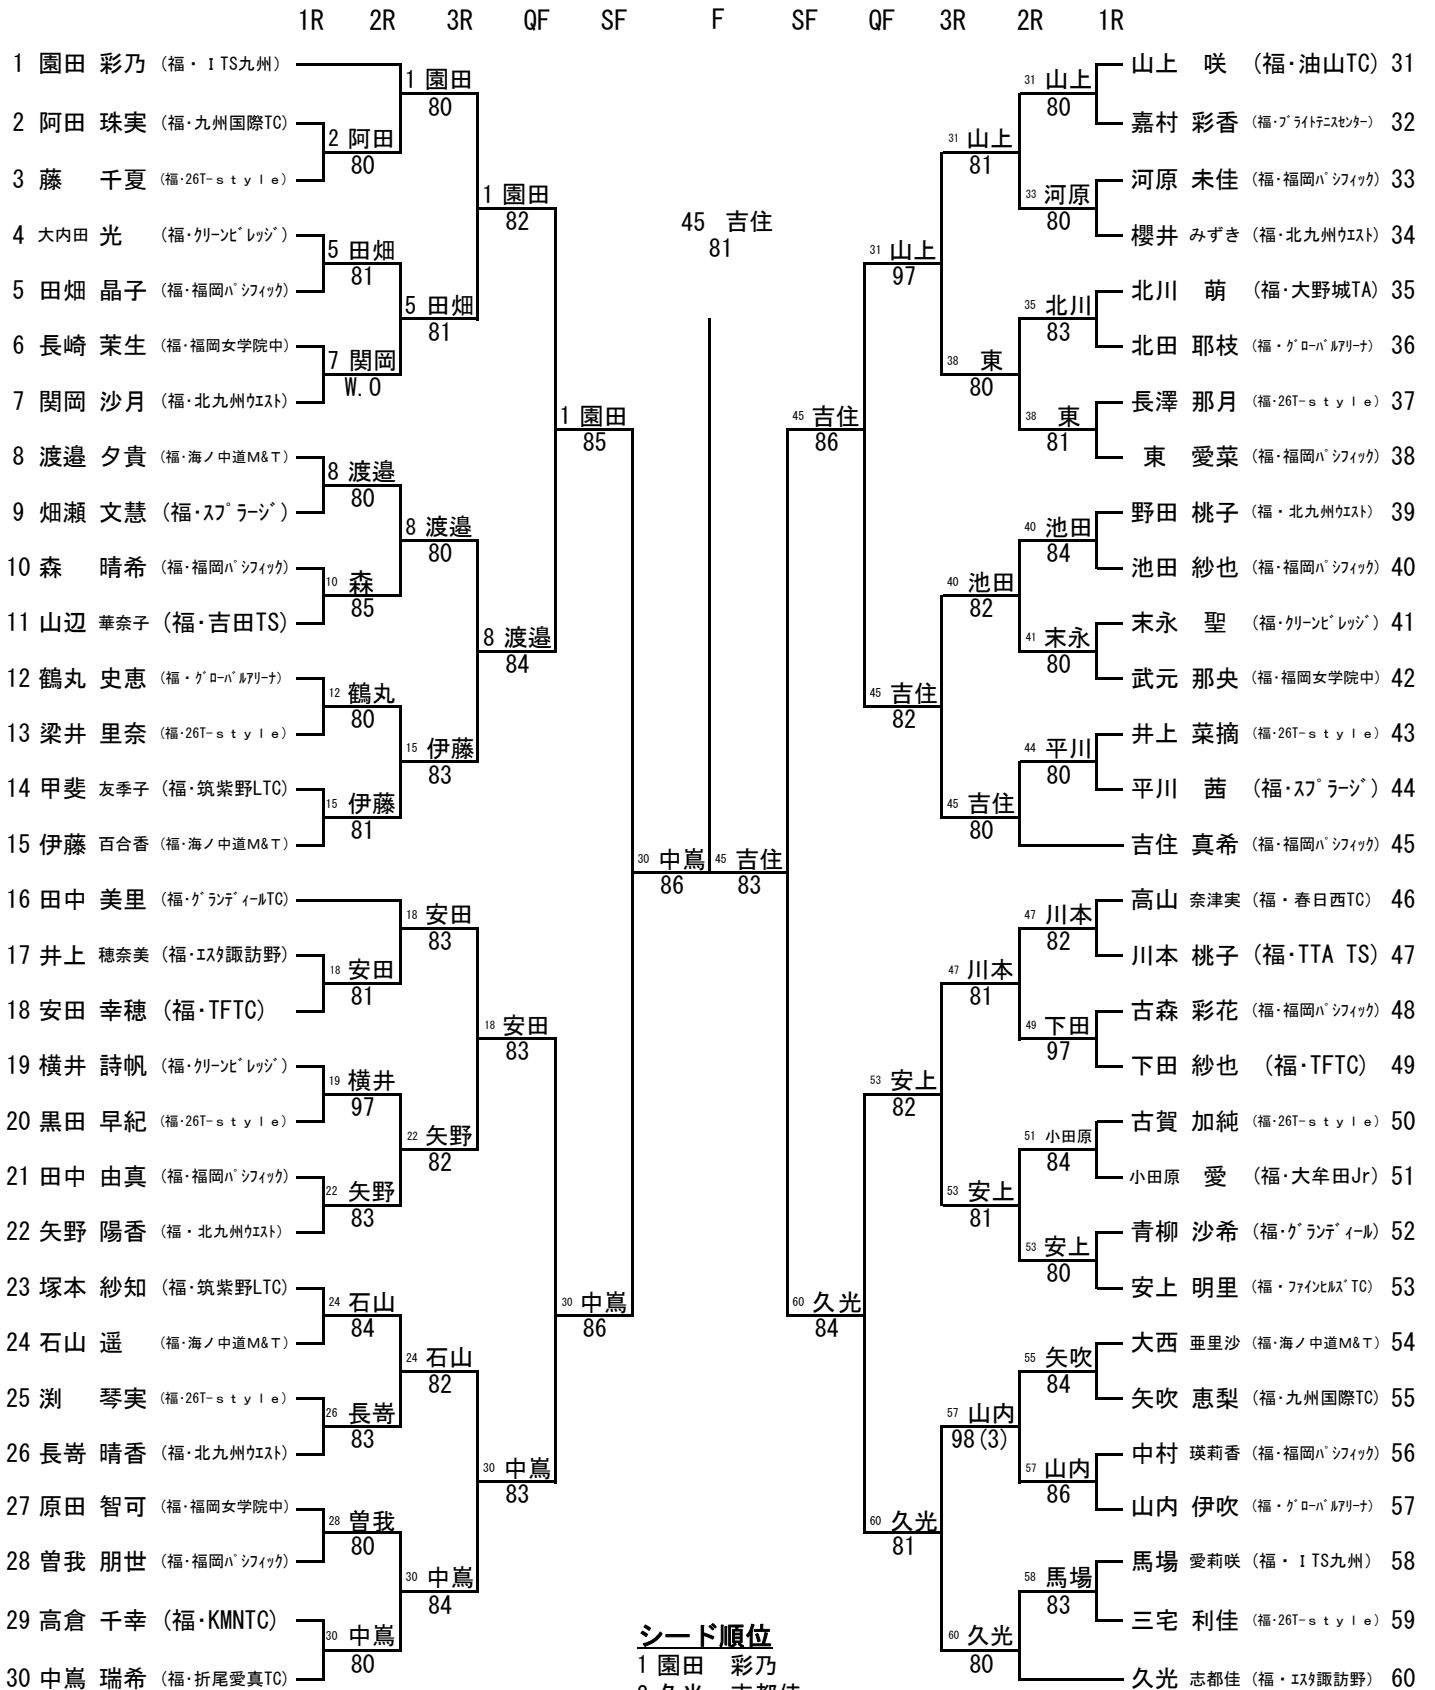 1R 2R 3R QF SF F SF QF 3R 2R 1R
1 園田 彩乃 (福・ITS九州)
2 阿田 珠実 (福・九州国際TC)
3 藤 千夏 (福・26T-style)
4 大内田 光 (福・グリーンビレッジ)
5 田畑 晶子 (福・福岡パシフィック)
6 長崎 茉生 (福・福岡女学院中)
7 関岡 沙月 (福・北九州ウエスト)
8 渡邉 夕貴 (福・海ノ中道M&T)
9 畑瀬 文慧 (福・スプラージ)
10 森 晴希 (福・福岡パシフィック)
11 山辺 華奈子 (福・吉田TS)
12 鶴丸 史恵 (福・グローバルアリーナ)
13 梁井 里奈 (福・26T-style)
14 甲斐 友季子 (福・筑紫野LTC)
15 伊藤 百合香 (福・海ノ中道M&T)
16 田中 美里 (福・グランディールTC)
17 井上 穂奈美 (福・エスタ諏訪野)
18 安田 幸穂 (福・TFTC)
19 横井 詩帆 (福・グリーンビレッジ)
20 黒田 早紀 (福・26T-style)
21 田中 由真 (福・福岡パシフィック)
22 矢野 陽香 (福・北九州ウエスト)
23 塚本 紗知 (福・筑紫野LTC)
24 石山 遥 (福・海ノ中道M&T)
25 渕 琴実 (福・26T-style)
26 長嵜 晴香 (福・北九州ウエスト)
27 原田 智可 (福・福岡女学院中)
28 曽我 朋世 (福・福岡パシフィック)
29 高倉 千幸 (福・KMNTC)
30 中嶌 瑞希 (福・折尾愛真TC)
2 阿田
80
5 田畑
81
7 関岡
W.O
8 渡邉
80
10 森
85
12 鶴丸
80
15 伊藤
81
18 安田
81
19 横井
97
22 矢野
83
24 石山
84
26 長嵜
83
28 曽我
80
30 中嶌
80
1 園田
80
5 田畑
81
8 渡邉
80
15 伊藤
83
18 安田
83
22 矢野
82
24 石山
82
30 中嶌
84
1 園田
82
8 渡邉
84
18 安田
83
30 中嶌
83
1 園田
85
30 中嶌
86
30 中嶌
86
45 吉住
81
45 吉住
83
45 吉住
86
60 久光
84
31 山上
97
45 吉住
82
53 安上
82
60 久光
81
31 山上
81
38 東
80
40 池田
82
45 吉住
80
47 川本
81
53 安上
81
57 山内
98(3)
60 久光
80
31 山上
80
33 河原
80
35 北川
83
38 東
81
40 池田
84
41 末永
80
44 平川
80
47 川本
82
49 下田
97
51 小田原
84
53 安上
80
55 矢吹
84
57 山内
86
58 馬場
83
山上 咲 (福・油山TC) 31
嘉村 彩香 (福・ブライトテニスセンター) 32
河原 未佳 (福・福岡パシフィック) 33
櫻井 みずき (福・北九州ウエスト) 34
北川 萌 (福・大野城TA) 35
北田 耶枝 (福・グローバルアリーナ) 36
長澤 那月 (福・26T-style) 37
東 愛菜 (福・福岡パシフィック) 38
野田 桃子 (福・北九州ウエスト) 39
池田 紗也 (福・福岡パシフィック) 40
末永 聖 (福・グリーンビレッジ) 41
武元 那央 (福・福岡女学院中) 42
井上 菜摘 (福・26T-style) 43
平川 茜 (福・スプラージ) 44
吉住 真希 (福・福岡パシフィック) 45
高山 奈津実 (福・春日西TC) 46
川本 桃子 (福・TTA TS) 47
古森 彩花 (福・福岡パシフィック) 48
下田 紗也 (福・TFTC) 49
古賀 加純 (福・26T-style) 50
小田原 愛 (福・大牟田Jr) 51
青柳 沙希 (福・グランディール) 52
安上 明里 (福・ファインヒルズTC) 53
大西 亜里沙 (福・海ノ中道M&T) 54
矢吹 恵梨 (福・九州国際TC) 55
中村 瑛莉香 (福・福岡パシフィック) 56
山内 伊吹 (福・グローバルアリーナ) 57
馬場 愛莉咲 (福・ITS九州) 58
三宅 利佳 (福・26T-style) 59
久光 志都佳 (福・エスタ諏訪野) 60
シード順位
1 園田 彩乃
2 久光 志都佳